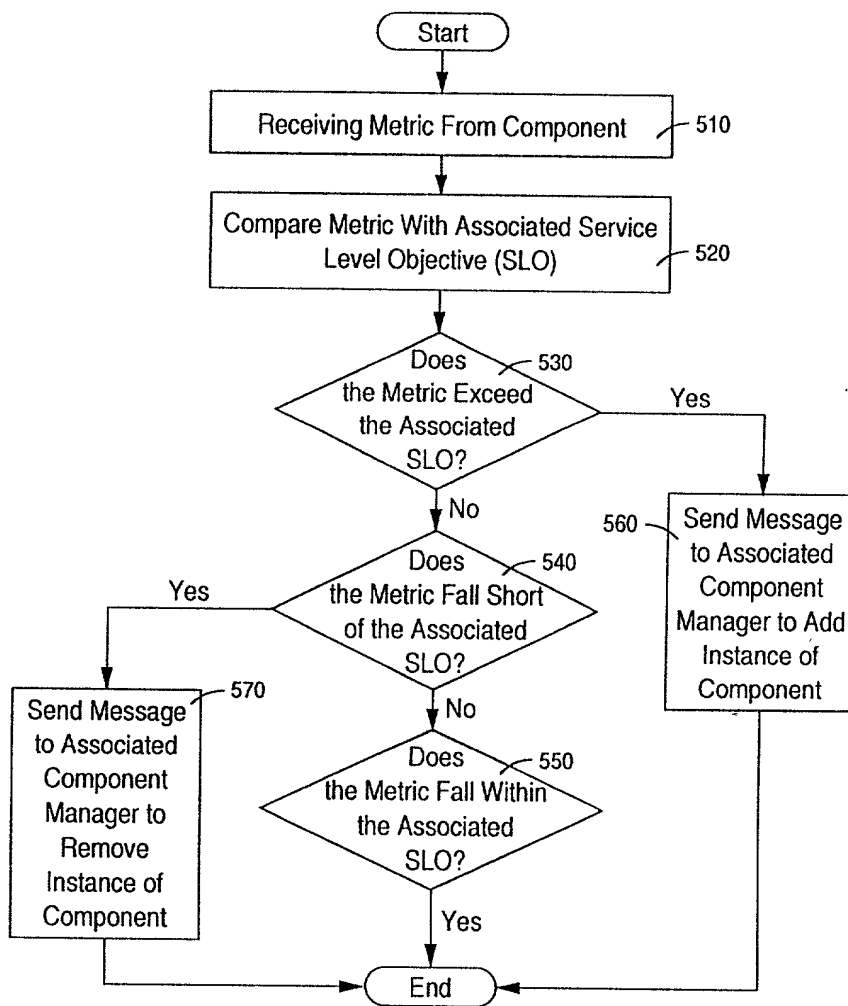 Start
Receiving Metric From Component
510
Compare Metric With Associated Service
Level Objective (SLO)
520
Does
the Metric Exceed
the Associated
SLO?
530
Yes
No
560
Send Message
to Associated
Component
Manager to Add
Instance of
Component
Does
the Metric Fall Short
of the Associated
SLO?
540
Yes
No
570
Send Message
to Associated
Component
Manager to
Remove
Instance of
Component
Does
the Metric Fall Within
the Associated
SLO?
550
Yes
End